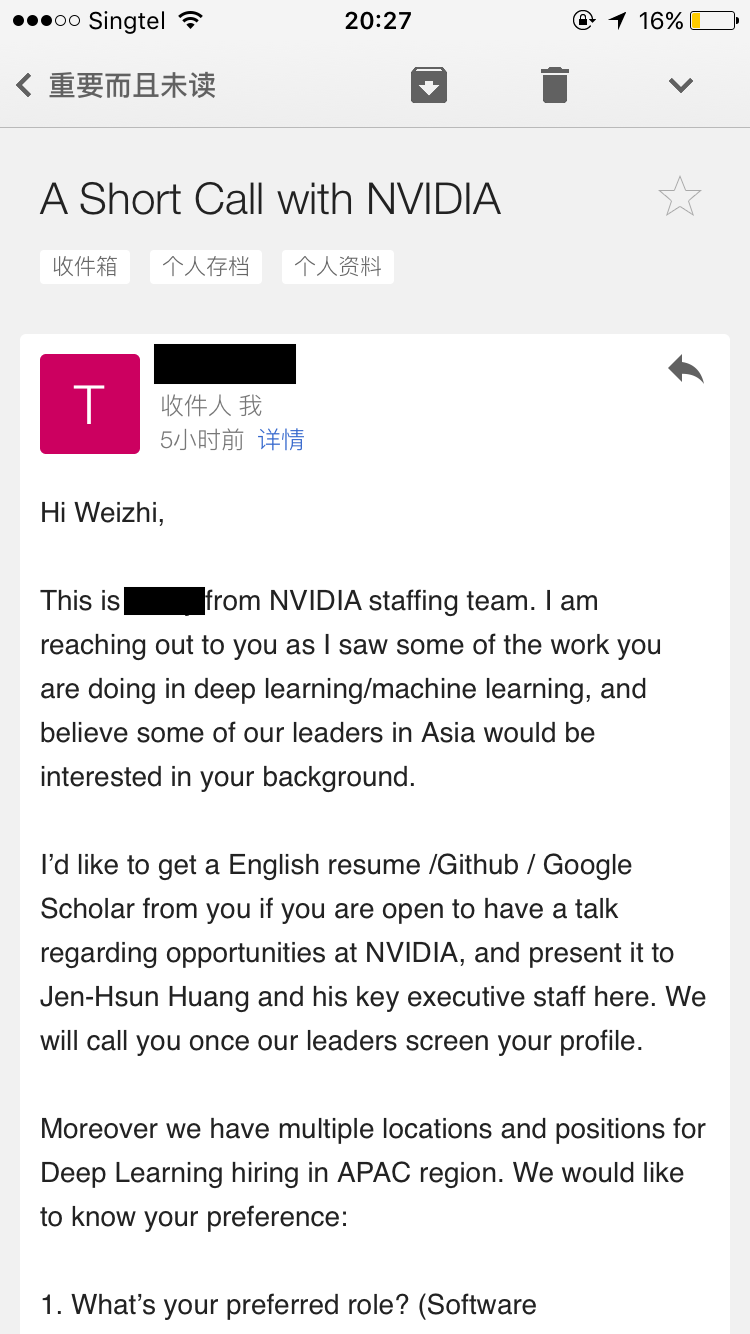 Singtel 20:27 16%
重要而且未读
A Short Call with NVIDIA
收件箱 个人存档 个人资料
T
收件人 我
5小时前 详情
Hi Weizhi,
This is from NVIDIA staffing team. I am
reaching out to you as I saw some of the work you
are doing in deep learning/machine learning, and
believe some of our leaders in Asia would be
interested in your background.
I’d like to get a English resume /Github / Google
Scholar from you if you are open to have a talk
regarding opportunities at NVIDIA, and present it to
Jen-Hsun Huang and his key executive staff here. We
will call you once our leaders screen your profile.
Moreover we have multiple locations and positions for
Deep Learning hiring in APAC region. We would like
to know your preference:
1. What’s your preferred role? (Software